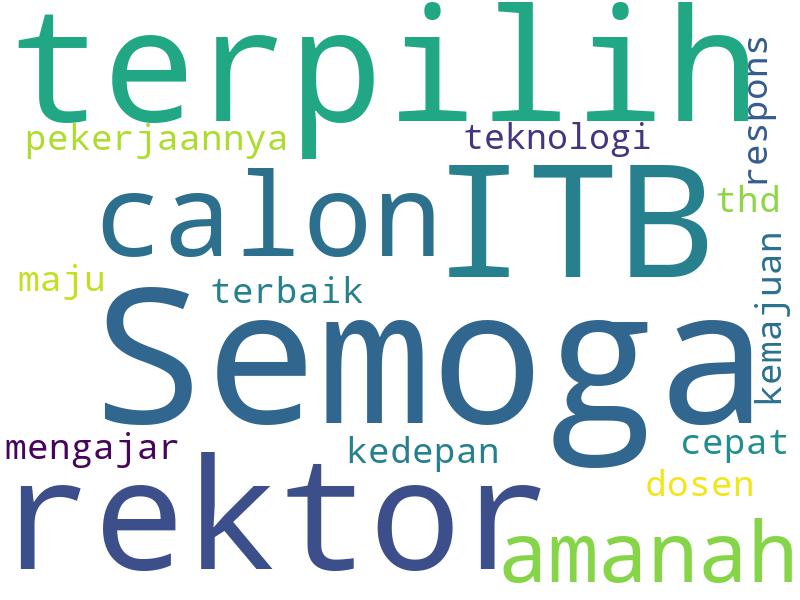 terpilih
respons
pekerjaannya
teknologi
calon
ITB
thd
kemajuan
maju
terbaik
Semoga
mengajar
kedepan
cepat
rektor
dosen
amanah